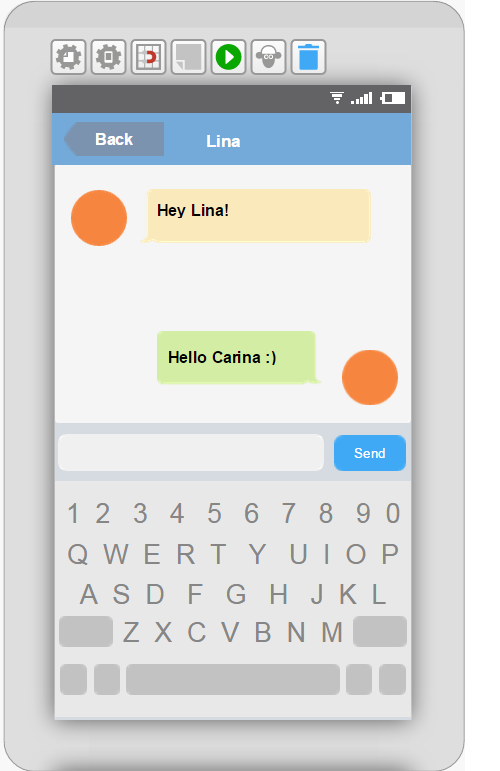 Back
Lina
Hey Lina!
Hello Carina :)
Send
1 2 3 4 5 6 7 8 9 0
Q W E R T Y U I O P
A S D F G H J K L
Z X C V B N M